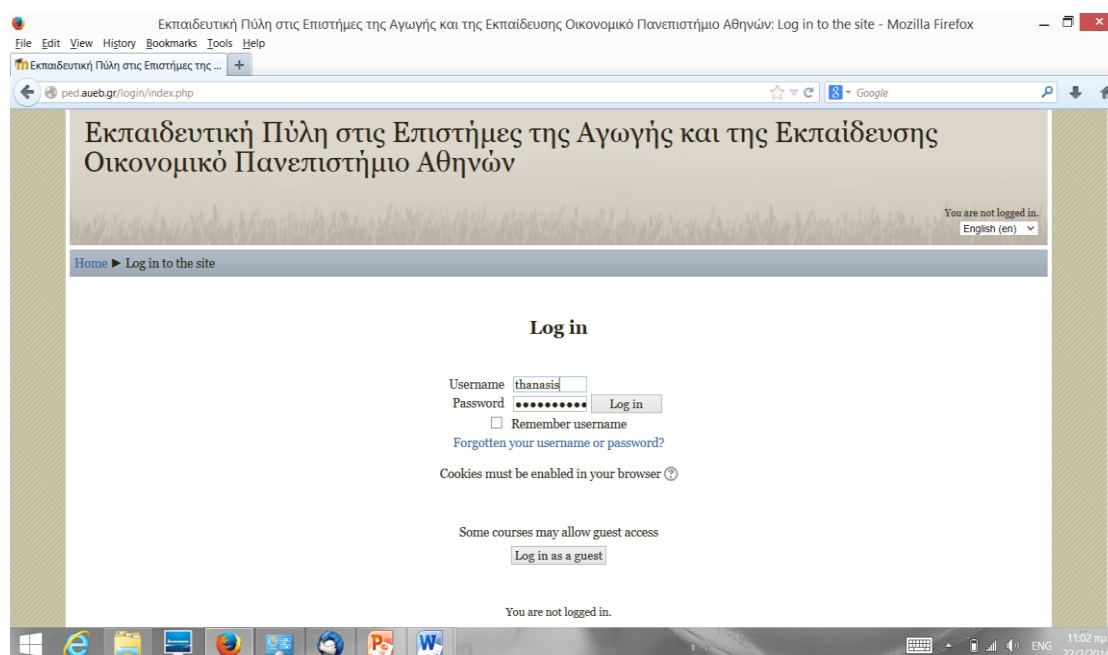 Εκπαιδευτική Πύλη στις Επιστήμες της Αγωγής και της Εκπαίδευσης Οικονομικό Πανεπιστήμιο Αθηνών: Log in to the site - Mozilla Firefox
File Edit View History Bookmarks Tools Help
Εκπαιδευτική Πύλη στις Επιστήμες της ...
ped.aueb.gr/login/index.php
Google
Εκπαιδευτική Πύλη στις Επιστήμες της Αγωγής και της Εκπαίδευσης
Οικονομικό Πανεπιστήμιο Αθηνών
You are not logged in.
English (en)
Home ► Log in to the site
Log in
Username thanasis
Password •••••••••• Log in
Remember username
Forgotten your username or password?
Cookies must be enabled in your browser
Some courses may allow guest access
Log in as a guest
You are not logged in.
ENG 11:02 πμ
22/2/2014